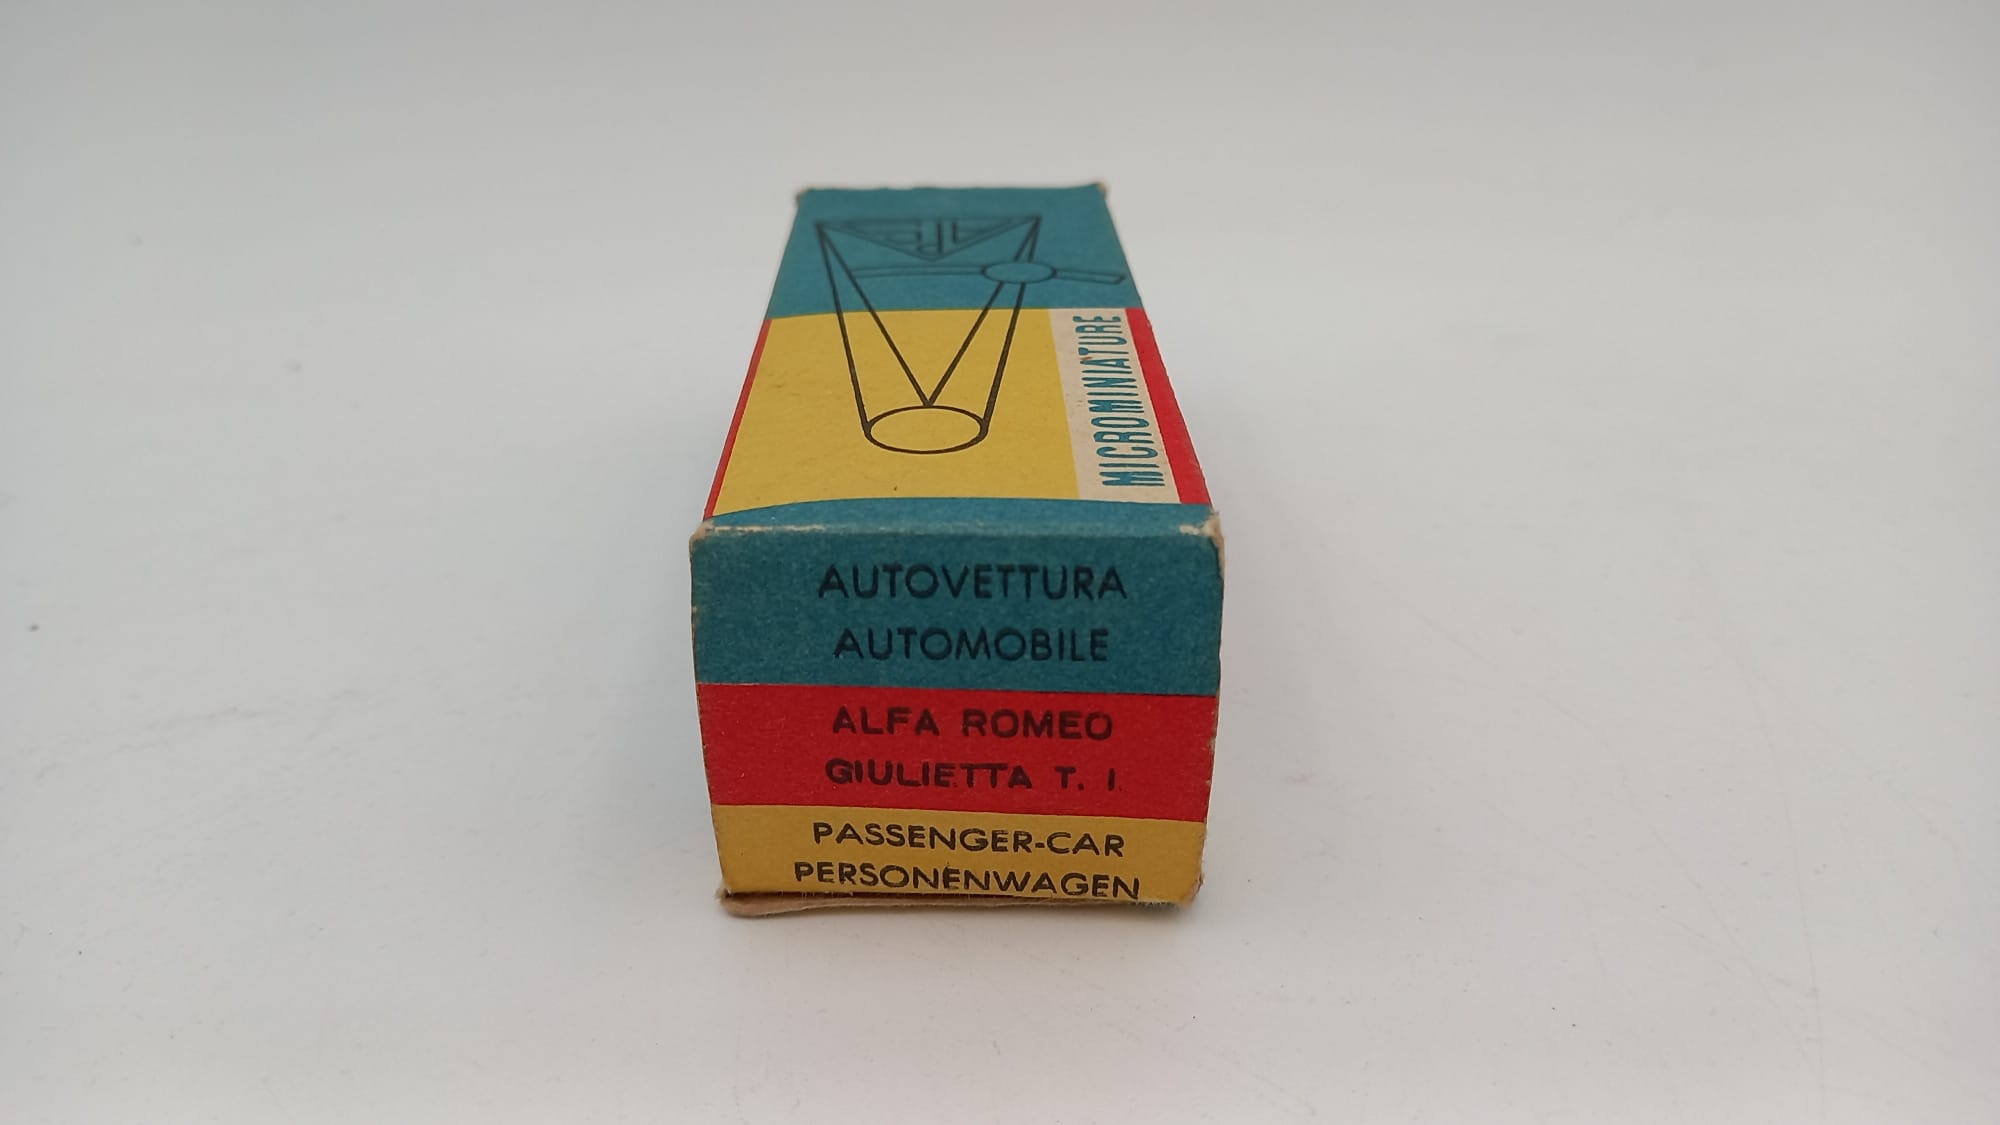 MICROMINIATURE
AUTOVETTURA
AUTOMOBILE
ALFA ROMEO
GIULIETTA T. I.
PASSENGER-CAR
PERSONENWAGEN